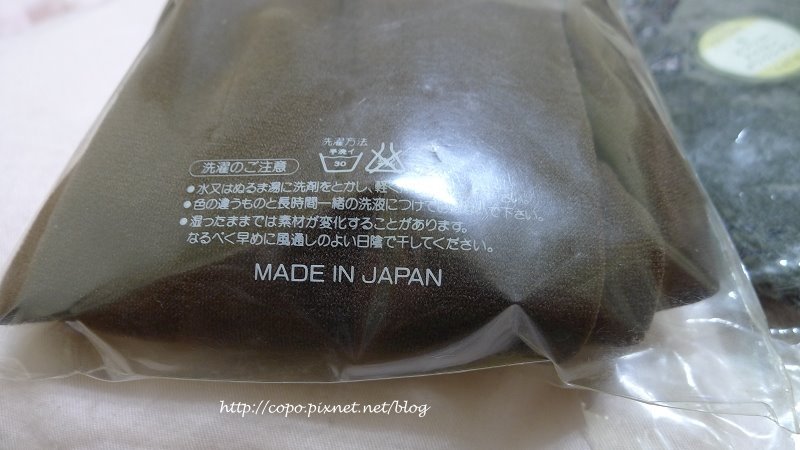 洗濯方法
手洗イ
30
洗濯のご注意
●水又はぬるま湯に洗剤をとかし、軽く
●色の違うものと長時間一緒の洗液につけて 下さい。
●湿ったままでは素材が変化することがあります。
なるべく早めに風通しのよい日陰で干してください。
MADE IN JAPAN
http://copo.pixnet.net/blog